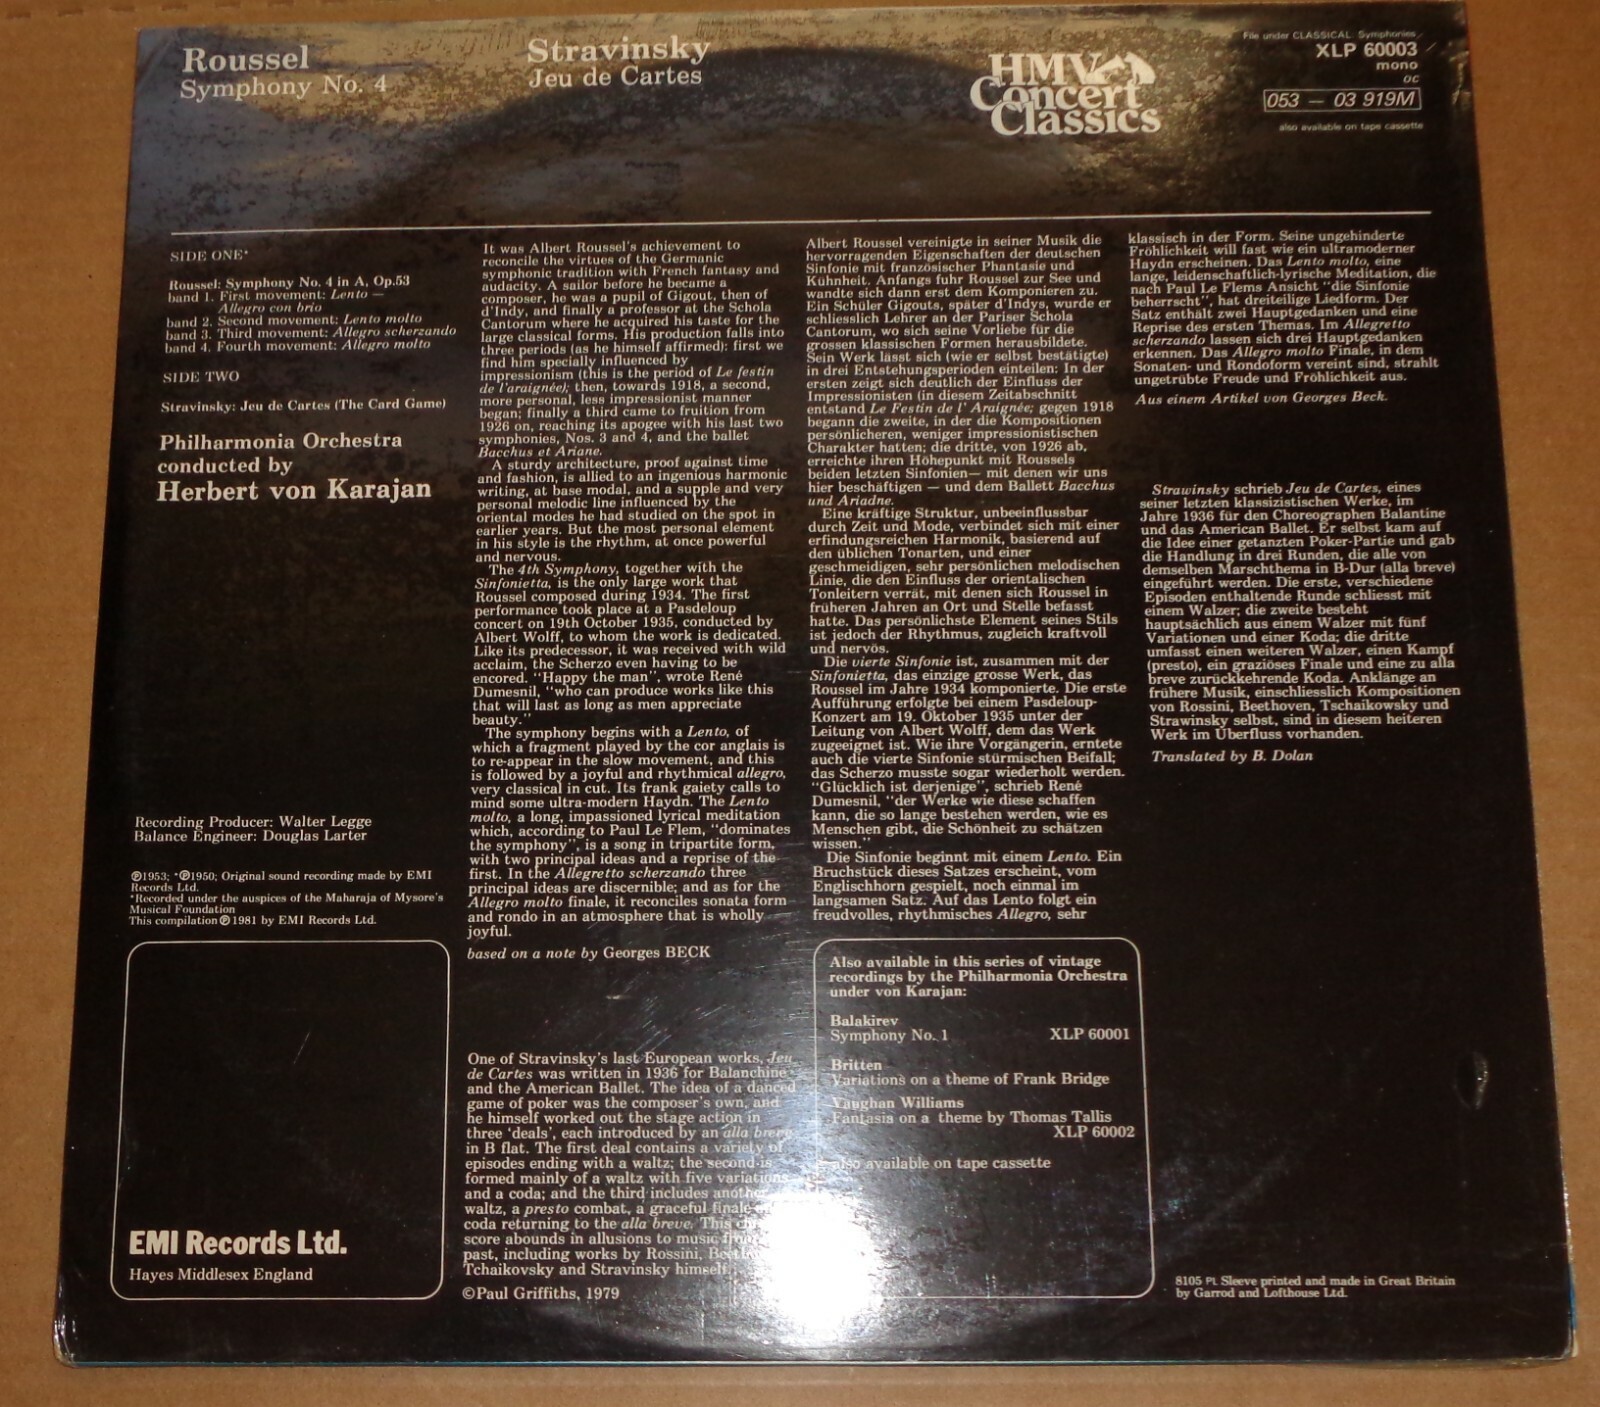 Roussel
Symphony No. 4
Stravinsky
Jeu de Cartes
HMV
Concert
Classics
File under CLASSICAL: Symphonies
XLP 60003
mono
OC
053 — 03 919M
also available on tape cassette
SIDE ONE*
Roussel: Symphony No. 4 in A, Op.53
band 1. First movement: Lento —
Allegro con brio
band 2. Second movement: Lento molto
band 3. Third movement: Allegro scherzando
band 4. Fourth movement: Allegro molto
SIDE TWO
Stravinsky: Jeu de Cartes (The Card Game)
Philharmonia Orchestra
conducted by
Herbert von Karajan
Recording Producer: Walter Legge
Balance Engineer: Douglas Larter
℗1953; *℗1950; Original sound recording made by EMI
Records Ltd.
*Recorded under the auspices of the Maharaja of Mysore's
Musical Foundation
This compilation ℗1981 by EMI Records Ltd.
EMI Records Ltd.
Hayes Middlesex England
It was Albert Roussel's achievement to
reconcile the virtues of the Germanic
symphonic tradition with French fantasy and
audacity. A sailor before he became a
composer, he was a pupil of Gigout, then of
d'Indy, and finally a professor at the Schola
Cantorum where he acquired his taste for the
large classical forms. His production falls into
three periods (as he himself affirmed): first we
find him specially influenced by
impressionism (this is the period of Le festin
de l'araignée); then, towards 1918, a second,
more personal, less impressionist manner
began; finally a third came to fruition from
1926 on, reaching its apogee with his last two
symphonies, Nos. 3 and 4, and the ballet
Bacchus et Ariane.
A sturdy architecture, proof against time
and fashion, is allied to an ingenious harmonic
writing, at base modal, and a supple and very
personal melodic line influenced by the
oriental modes he had studied on the spot in
earlier years. But the most personal element
in his style is the rhythm, at once powerful
and nervous.
The 4th Symphony, together with the
Sinfonietta, is the only large work that
Roussel composed during 1934. The first
performance took place at a Pasdeloup
concert on 19th October 1935, conducted by
Albert Wolff, to whom the work is dedicated.
Like its predecessor, it was received with wild
acclaim, the Scherzo even having to be
encored. "Happy the man", wrote René
Dumesnil, "who can produce works like this
that will last as long as men appreciate
beauty."
The symphony begins with a Lento, of
which a fragment played by the cor anglais is
to re-appear in the slow movement, and this
is followed by a joyful and rhythmical allegro,
very classical in cut. Its frank gaiety calls to
mind some ultra-modern Haydn. The Lento
molto, a long, impassioned lyrical meditation
which, according to Paul Le Flem, "dominates
the symphony", is a song in tripartite form,
with two principal ideas and a reprise of the
first. In the Allegretto scherzando three
principal ideas are discernible; and as for the
Allegro molto finale, it reconciles sonata form
and rondo in an atmosphere that is wholly
joyful.
based on a note by Georges BECK
One of Stravinsky's last European works, Jeu
de Cartes was written in 1936 for Balanchine
and the American Ballet. The idea of a danced
game of poker was the composer's own, and
he himself worked out the stage action in
three 'deals', each introduced by an alla breve
in B flat. The first deal contains a variety of
episodes ending with a waltz; the second is
formed mainly of a waltz with five variations
and a coda; and the third includes another
waltz, a presto combat, a graceful finale
coda returning to the alla breve. This
score abounds in allusions to music
past, including works by Rossini,
Tchaikovsky and Stravinsky himself.
©Paul Griffiths, 1979
Albert Roussel vereinigte in seiner Musik die
hervorragenden Eigenschaften der deutschen
Sinfonie mit französischer Phantasie und
Kühnheit. Anfangs fuhr Roussel zur See und
wandte sich dann erst dem Komponieren zu.
Ein Schüler Gigouts, später d'Indys, wurde er
schliesslich Lehrer an der Pariser Schola
Cantorum, wo sich seine Vorliebe für die
grossen klassischen Formen herausbildete.
Sein Werk lässt sich (wie er selbst bestätigte)
in drei Entstehungsperioden einteilen: In der
ersten zeigt sich deutlich der Einfluss der
Impressionisten (in diesem Zeitabschnitt
entstand Le Festin de l' Araignée; gegen 1918
begann die zweite, in der die Kompositionen
persönlicheren, weniger impressionistischen
Charakter hatten; die dritte, von 1926 ab,
erreichte ihren Höhepunkt mit Roussels
beiden letzten Sinfonien— mit denen wir uns
hier beschäftigen — und dem Ballett Bacchus
und Ariadne.
Eine kräftige Struktur, unbeeinflussbar
durch Zeit und Mode, verbindet sich mit einer
erfindungsreichen Harmonik, basierend auf
den üblichen Tonarten, und einer
geschmeidigen, sehr persönlichen melodischen
Linie, die den Einfluss der orientalischen
Tonleitern verrät, mit denen sich Roussel in
früheren Jahren an Ort und Stelle befasst
hatte. Das persönlichste Element seines Stils
ist jedoch der Rhythmus, zugleich kraftvoll
und nervös.
Die vierte Sinfonie ist, zusammen mit der
Sinfonietta, das einzige grosse Werk, das
Roussel im Jahre 1934 komponierte. Die erste
Aufführung erfolgte bei einem Pasdeloup-
Konzert am 19. Oktober 1935 unter der
Leitung von Albert Wolff, dem das Werk
zugeeignet ist. Wie ihre Vorgängerin, erntete
auch die vierte Sinfonie stürmischen Beifall;
das Scherzo musste sogar wiederholt werden.
"Glücklich ist derjenige", schrieb René
Dumesnil, "der Werke wie diese schaffen
kann, die so lange bestehen werden, wie es
Menschen gibt, die Schönheit zu schätzen
wissen."
Die Sinfonie beginnt mit einem Lento. Ein
Bruchstück dieses Satzes erscheint, vom
Englischhorn gespielt, noch einmal im
langsamen Satz. Auf das Lento folgt ein
freudvolles, rhythmisches Allegro, sehr
klassisch in der Form. Seine ungehinderte
Fröhlichkeit will fast wie ein ultramoderner
Haydn erscheinen. Das Lento molto, eine
lange, leidenschaftlich-lyrische Meditation, die
nach Paul Le Flems Ansicht "die Sinfonie
beherrscht", hat dreiteilige Liedform. Der
Satz enthält zwei Hauptgedanken und eine
Reprise des ersten Themas. Im Allegretto
scherzando lassen sich drei Hauptgedanken
erkennen. Das Allegro molto Finale, in dem
Sonaten- und Rondoform vereint sind, strahlt
ungetrübte Freude und Fröhlichkeit aus.
Aus einem Artikel von Georges Beck.
Strawinsky schrieb Jeu de Cartes, eines
seiner letzten klassizistischen Werke, im
Jahre 1936 für den Choreographen Balantine
und das American Ballet. Er selbst kam auf
die Idee einer getanzten Poker-Partie und gab
die Handlung in drei Runden, die alle von
demselben Marschthema in B-Dur (alla breve)
eingeführt werden. Die erste, verschiedene
Episoden enthaltende Runde schliesst mit
einem Walzer; die zweite besteht
hauptsächlich aus einem Walzer mit fünf
Variationen und einer Koda; die dritte
umfasst einen weiteren Walzer, einen Kampf
(presto), ein graziöses Finale und eine zu alla
breve zurückkehrende Koda. Anklänge an
frühere Musik, einschliesslich Kompositionen
von Rossini, Beethoven, Tschaikowsky und
Strawinsky selbst, sind in diesem heiteren
Werk im Überfluss vorhanden.
Translated by B. Dolan
Also available in this series of vintage
recordings by the Philharmonia Orchestra
under von Karajan:
Balakirev
Symphony No. 1 XLP 60001
Britten
Variations on a theme of Frank Bridge
Vaughan Williams
Fantasia on a theme by Thomas Tallis
XLP 60002
also available on tape cassette
8105 PL Sleeve printed and made in Great Britain
by Garrod and Lofthouse Ltd.